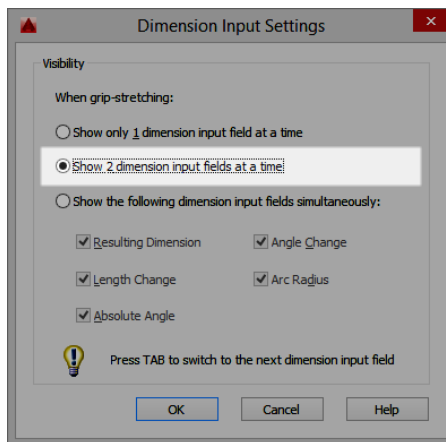 Dimension Input Settings
Visibility
When grip-stretching:
Show only 1 dimension input field at a time
Show 2 dimension input fields at a time
Show the following dimension input fields simultaneously:
Resulting Dimension
Angle Change
Length Change
Arc Radius
Absolute Angle
Press TAB to switch to the next dimension input field
OK
Cancel
Help